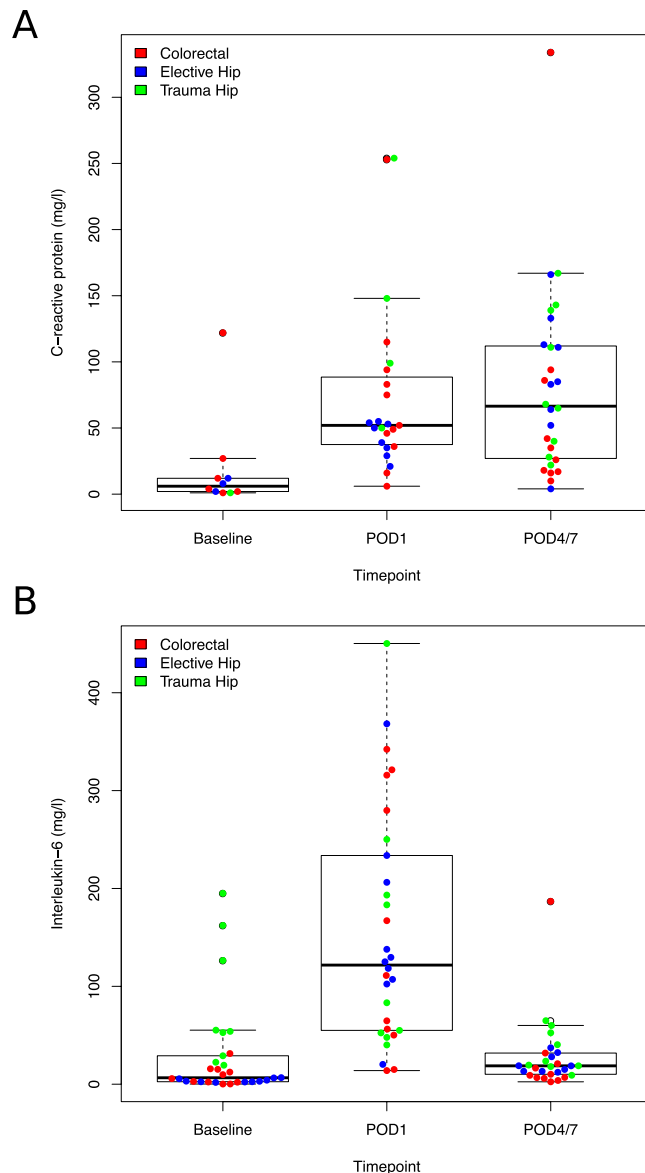 A
Colorectal
Elective Hip
Trauma Hip
C-reactive protein (mg/l)
300
250
200
150
100
50
0
Baseline POD1 POD4/7
Timepoint
B
Colorectal
Elective Hip
Trauma Hip
Interleukin-6 (mg/l)
400
300
200
100
0
Baseline POD1 POD4/7
Timepoint